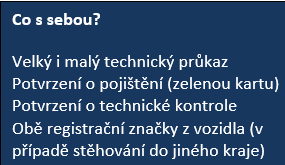 Co s sebou?
Velký i malý technický průkaz
Potvrzení o pojištění (zelenou kartu)
Potvrzení o technické kontrole
Obě registrační značky z vozidla (v
případě stěhování do jiného kraje)